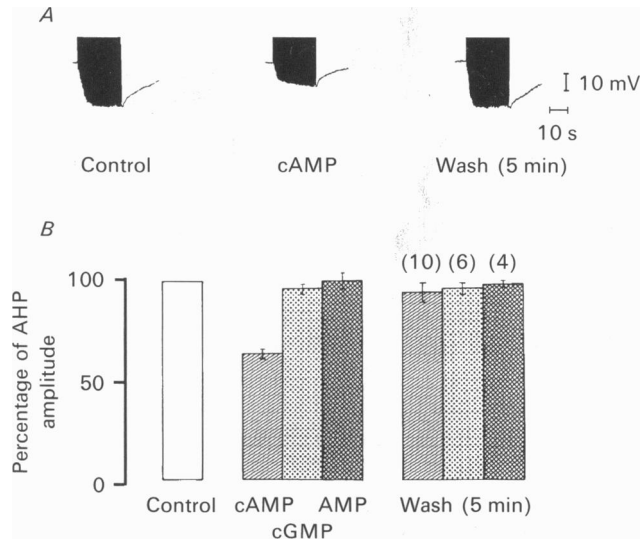 A
10 mV
10 s
Control cAMP Wash (5 min)
B
(10) (6) (4)
Percentage of AHP
amplitude
100
50
0
Control cAMP AMP Wash (5 min)
cGMP